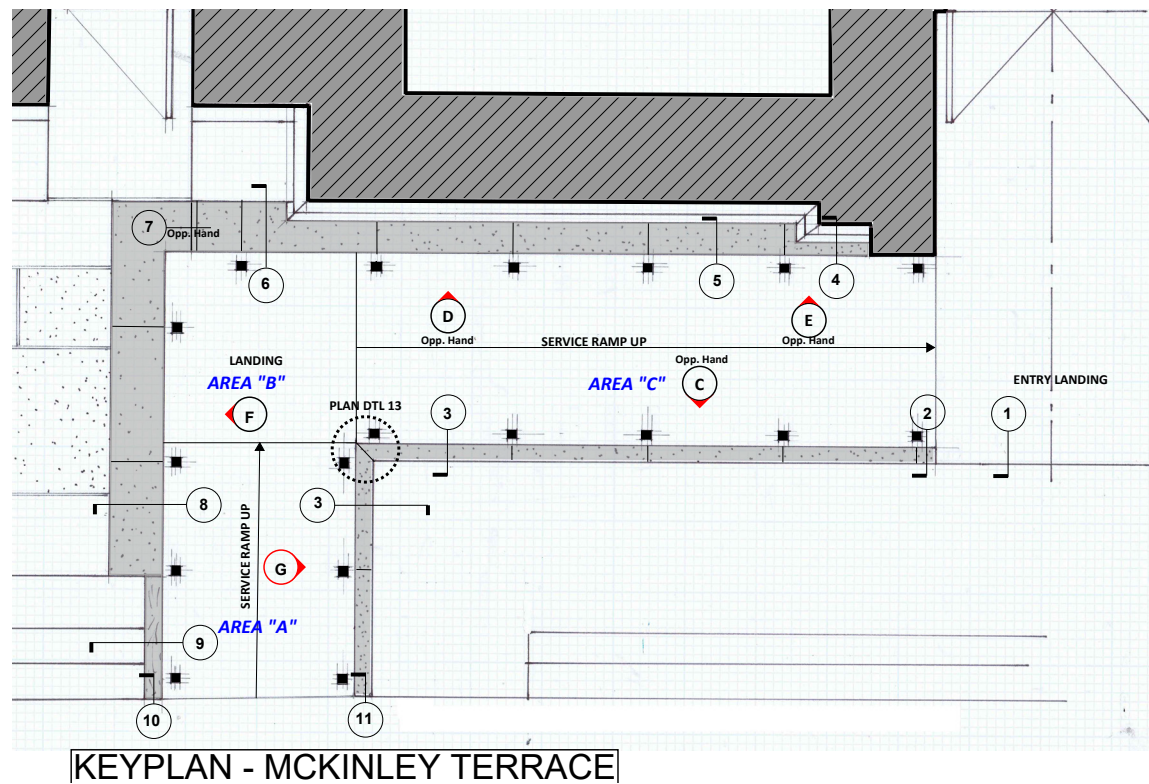 7
Opp. Hand
6
5
4
D
Opp. Hand
E
Opp. Hand
SERVICE RAMP UP
Opp. Hand
C
LANDING
AREA "B"
AREA "C"
ENTRY LANDING
F
PLAN DTL 13
3
2
1
8
3
SERVICE RAMP UP
G
AREA "A"
9
10
11
KEYPLAN - MCKINLEY TERRACE